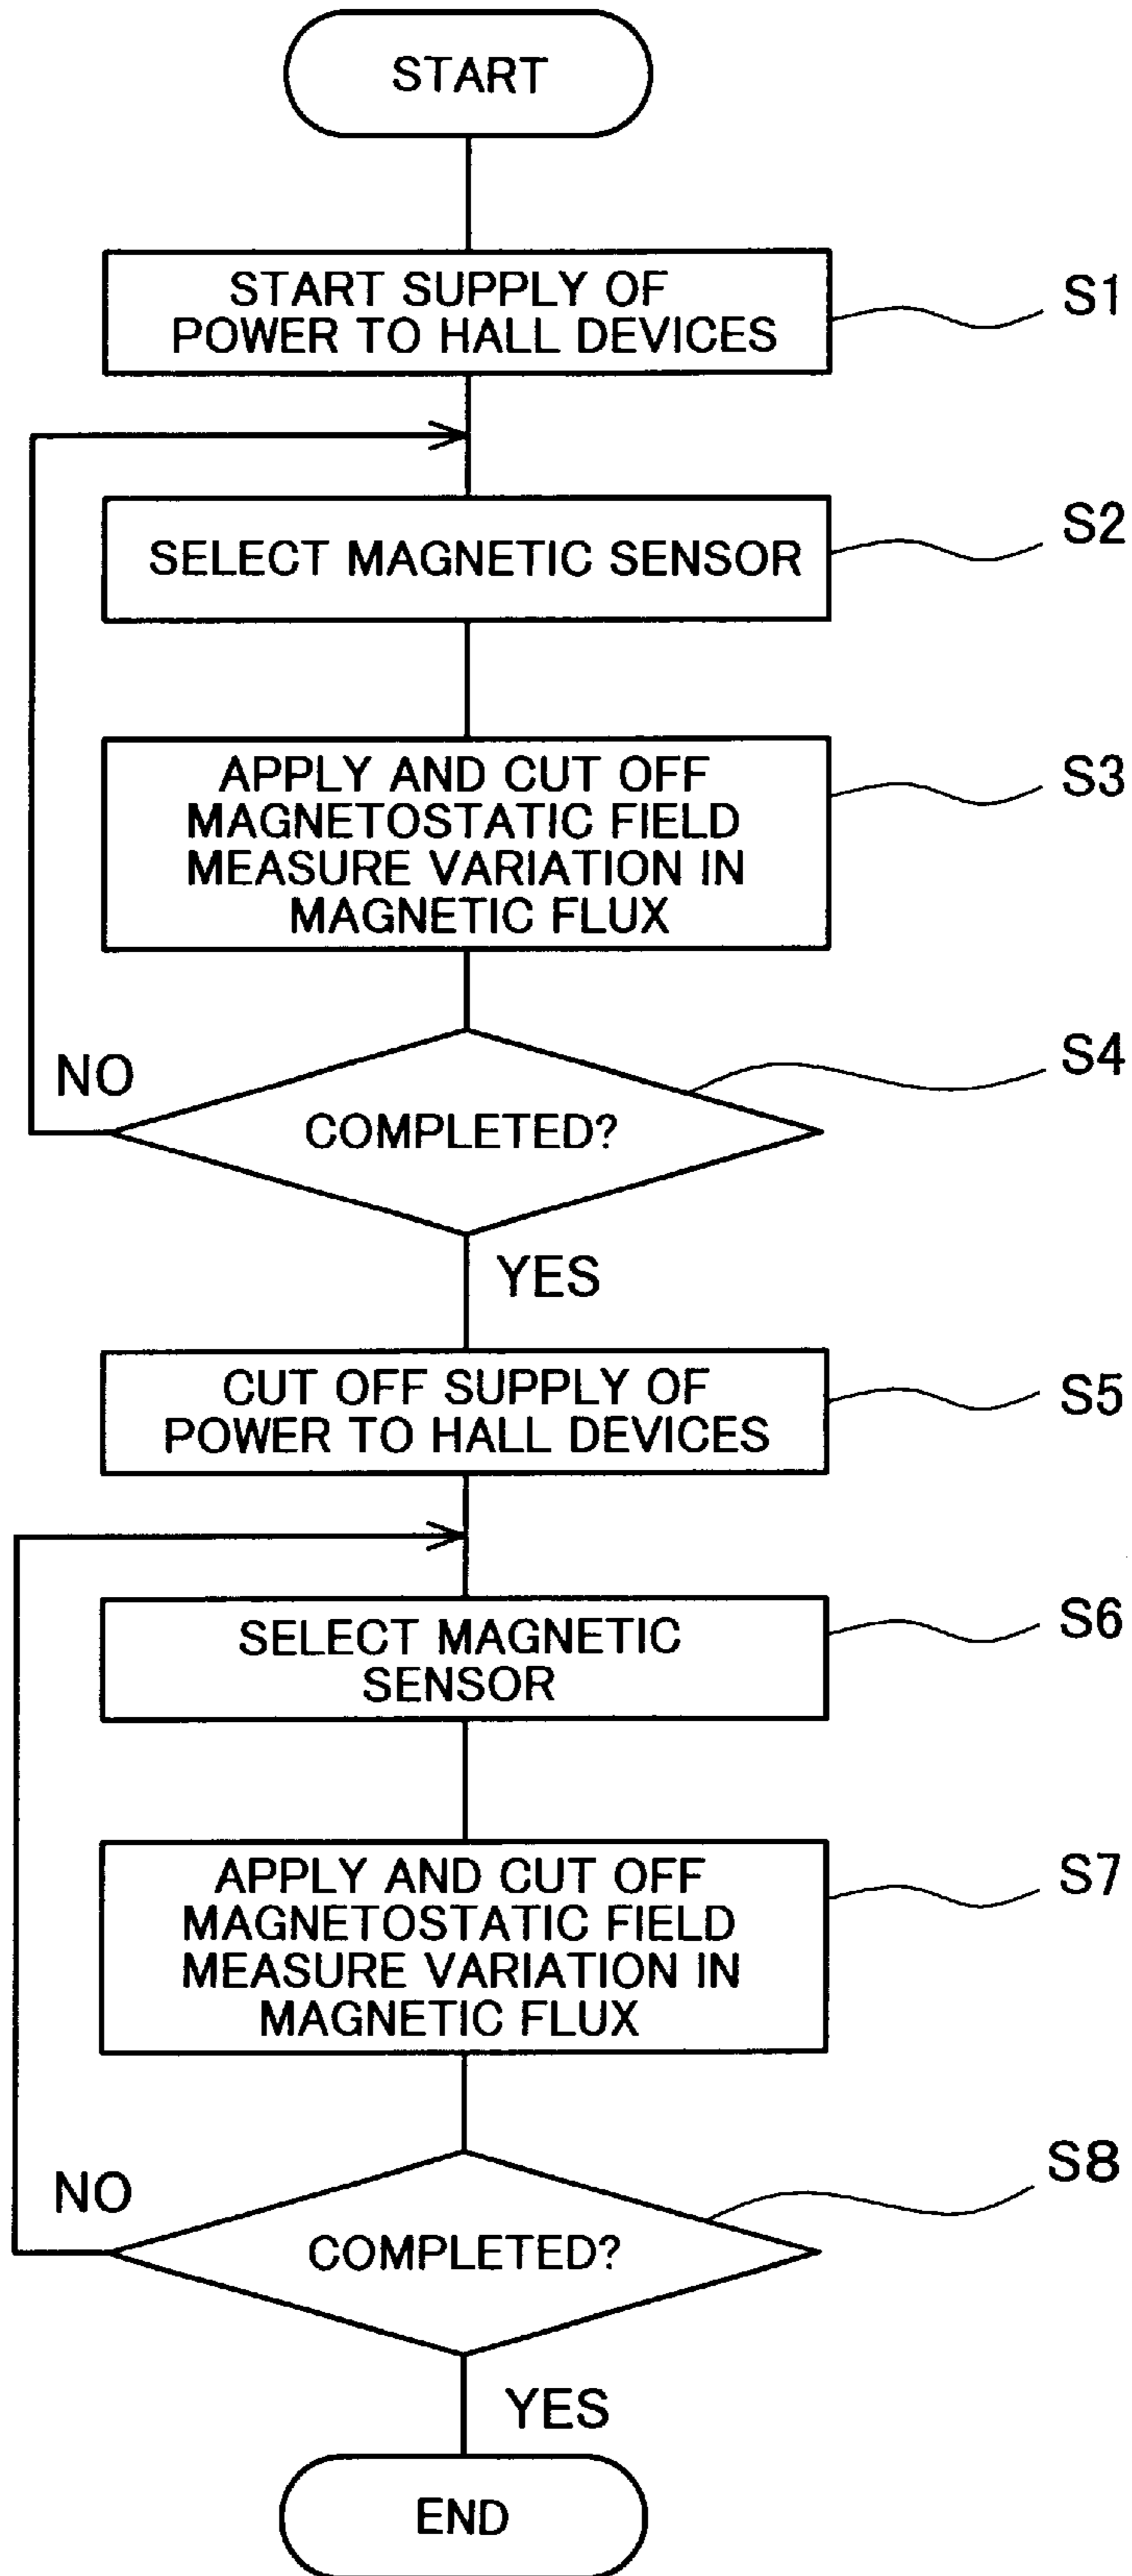 START
START SUPPLY OF
POWER TO HALL DEVICES
S1
SELECT MAGNETIC SENSOR
S2
APPLY AND CUT OFF
MAGNETOSTATIC FIELD
MEASURE VARIATION IN
MAGNETIC FLUX
S3
NO
COMPLETED?
S4
YES
CUT OFF SUPPLY OF
POWER TO HALL DEVICES
S5
SELECT MAGNETIC
SENSOR
S6
APPLY AND CUT OFF
MAGNETOSTATIC FIELD
MEASURE VARIATION IN
MAGNETIC FLUX
S7
NO
COMPLETED?
S8
YES
END